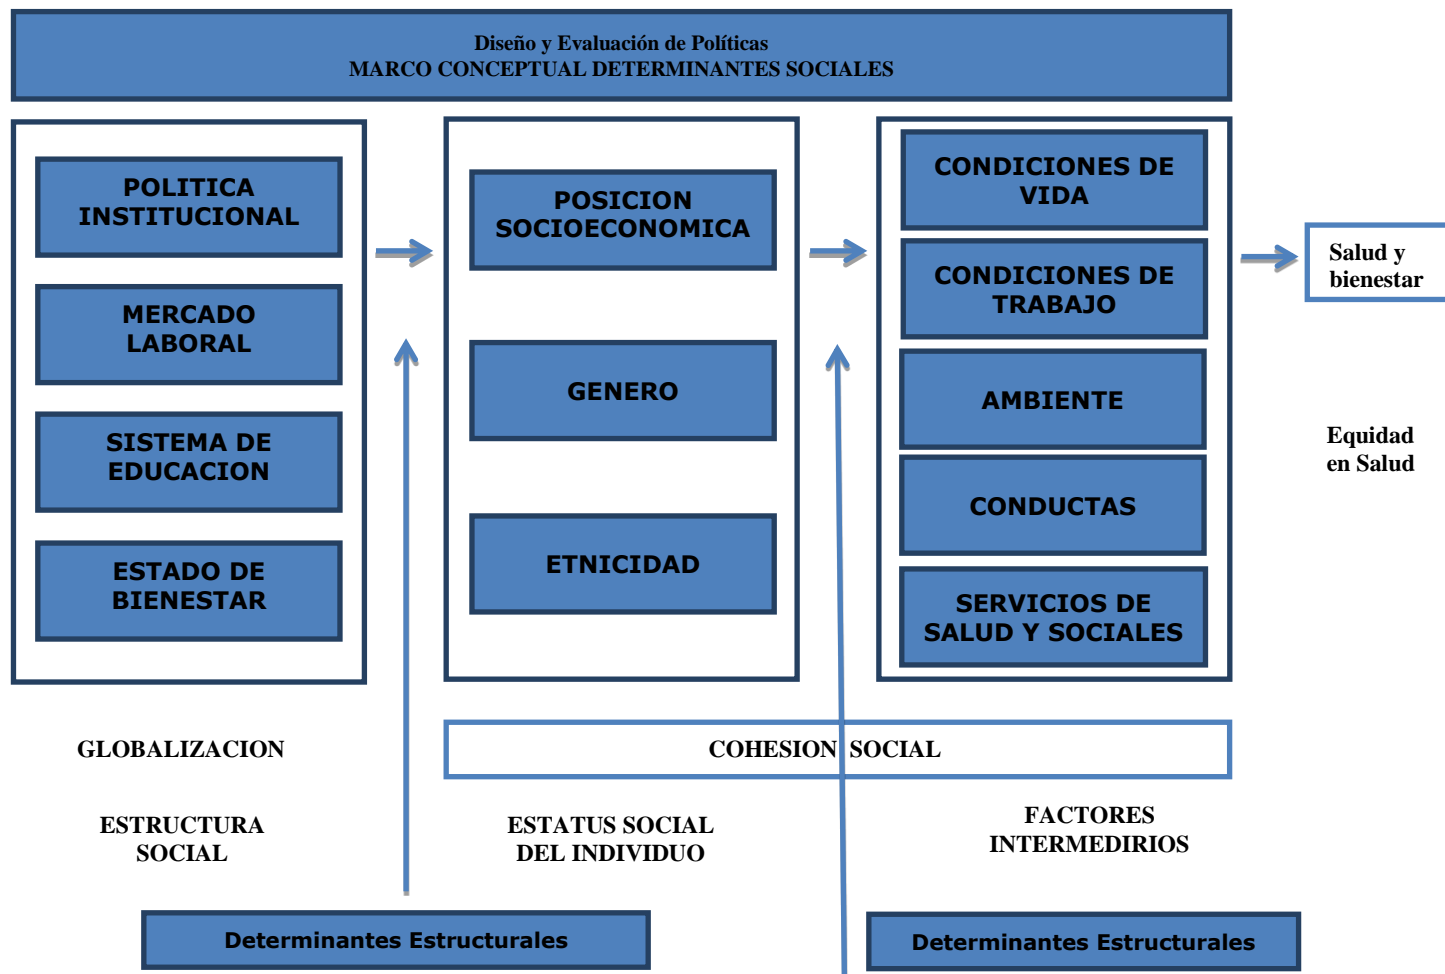 Diseño y Evaluación de Políticas
MARCO CONCEPTUAL DETERMINANTES SOCIALES
POLITICA
INSTITUCIONAL
MERCADO
LABORAL
SISTEMA DE
EDUCACION
ESTADO DE
BIENESTAR
POSICION
SOCIOECONOMICA
GENERO
ETNICIDAD
CONDICIONES DE
VIDA
CONDICIONES DE
TRABAJO
AMBIENTE
CONDUCTAS
SERVICIOS DE
SALUD Y SOCIALES
Salud y
bienestar
Equidad
en Salud
GLOBALIZACION
COHESION SOCIAL
ESTRUCTURA
SOCIAL
ESTATUS SOCIAL
DEL INDIVIDUO
FACTORES
INTERMEDIRIOS
Determinantes Estructurales
Determinantes Estructurales